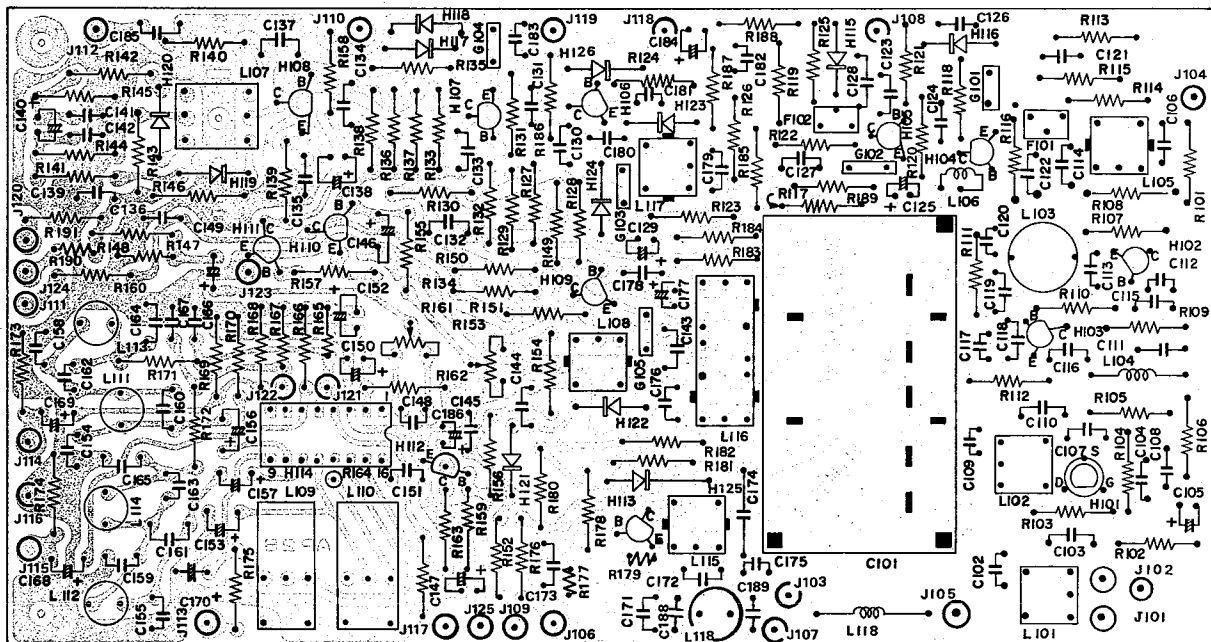 C185 C137 J110 H118 G104 C183 J119 J118 R188 R125 H115 J108 C126 R113
J112 R142 H120 R140 L107 H108 R158 C134 H117 R135 H126 R124 C184 R187 C182 R119 C128 C123 R121 H116 C121
R145 H107 C131 H106 C181 H123 R126 R118 G101 R115 J104
C140 C141 C142 R144 R143 R138 R136 R137 R133 R131 R186 C130 C180 R185 F102 R122 H105 C124 R116 F101 R114 C106
R141 C139 R146 H119 R139 C135 C138 C133 R127 R128 H124 C179 C127 G102 R120 H104 C122 C114 L105
J120 C136 R130 R132 R129 R149 G103 L117 R123 R117 R189 C125 L106 R108 R101
R191 R148 R147 C149 H111 H110 C146 R155 C132 C129 R184 R111 C120 L103 R107 H102
R190 R150 R183 C112
J124 R160 J123 R157 C152 R134 H109 C178 C119 C113
J111 R161 R151 C177 R110 C115
R173 C158 C164 C167 C166 R170 R168 R167 R166 R165 R153 L108 C143 C117 C118 H103 R109
L113 C150 C111
C162 L111 R171 R169 R162 C144 R154 G105 C176 C116 L104
C169 C160 R172 J122 J121 C148 C186 C145 H122 L116 R112 R105
J114 C154 C156 H112 C110 R106
R182 C107 S R104 C104 C108
C165 9 H114 R164 16 C151 R156 H121 R181 C109
J116 R174 C163 C157 L109 L110 R180 H113 H125 C174 L102 D G H101 C105
L114 R163 R159 R178 R103
J115 C161 C153 R175 R152 R176 R179 L115 C103 R102
C168 C159 C147 C173 R177 C172 C175 C101 C102 J102
L112 J103
C155 J113 C170 J117 J125 J109 J106 C171 C188 L118 C189 J107 L118 J105 L101 J101